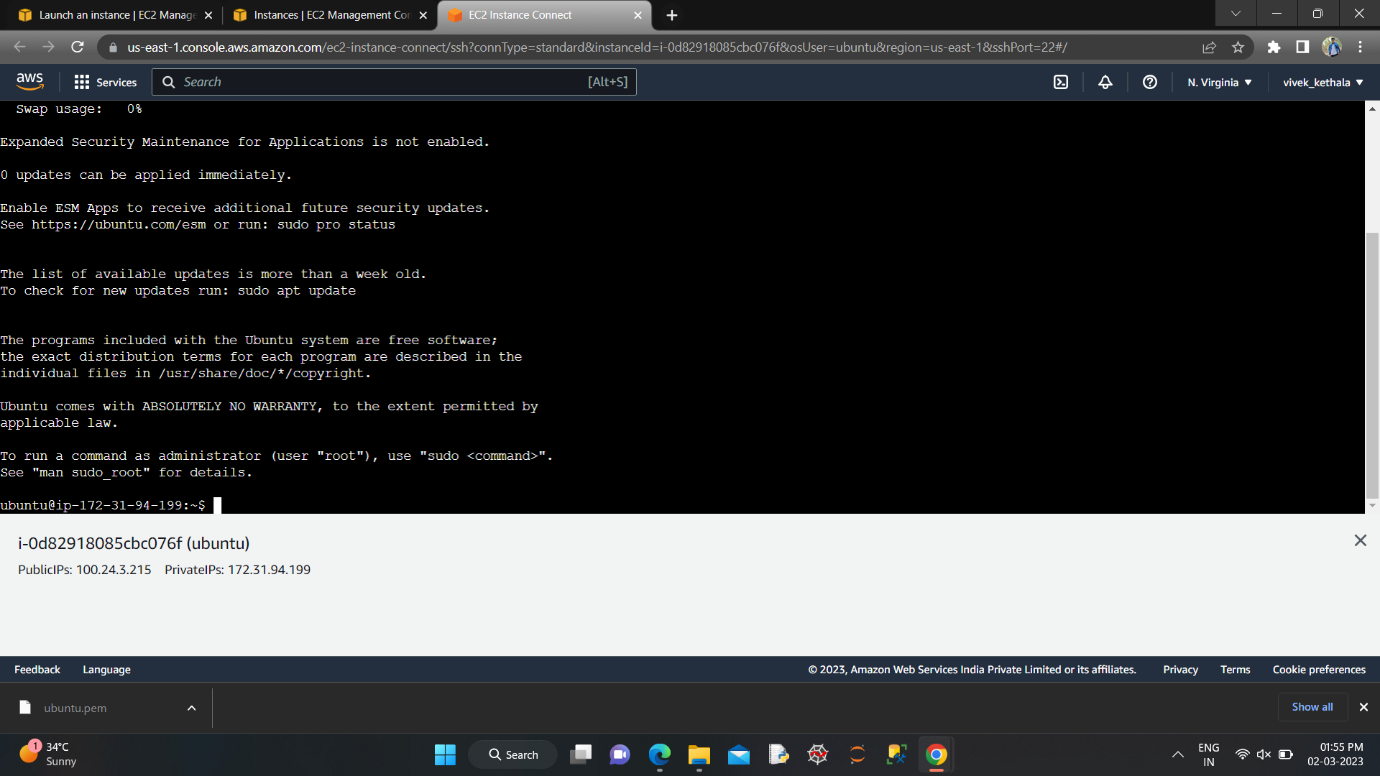 Launch an instance | EC2 Manage
Instances | EC2 Management Con
EC2 Instance Connect
us-east-1.console.aws.amazon.com/ec2-instance-connect/ssh?connType=standard&instanceId=i-0d82918085cbc076f&osUser=ubuntu&region=us-east-1&sshPort=22#/
aws
Services
Search
[Alt+S]
N. Virginia
vivek_kethala
Swap usage: 0%
Expanded Security Maintenance for Applications is not enabled.
0 updates can be applied immediately.
Enable ESM Apps to receive additional future security updates.
See https://ubuntu.com/esm or run: sudo pro status
The list of available updates is more than a week old.
To check for new updates run: sudo apt update
The programs included with the Ubuntu system are free software;
the exact distribution terms for each program are described in the
individual files in /usr/share/doc/*/copyright.
Ubuntu comes with ABSOLUTELY NO WARRANTY, to the extent permitted by
applicable law.
To run a command as administrator (user "root"), use "sudo <command>".
See "man sudo_root" for details.
ubuntu@ip-172-31-94-199:~$
i-0d82918085cbc076f (ubuntu)
PublicIPs: 100.24.3.215 PrivateIPs: 172.31.94.199
Feedback
Language
© 2023, Amazon Web Services India Private Limited or its affiliates.
Privacy
Terms
Cookie preferences
ubuntu.pem
Show all
1
34°C
Sunny
Search
ENG
IN
01:55 PM
02-03-2023